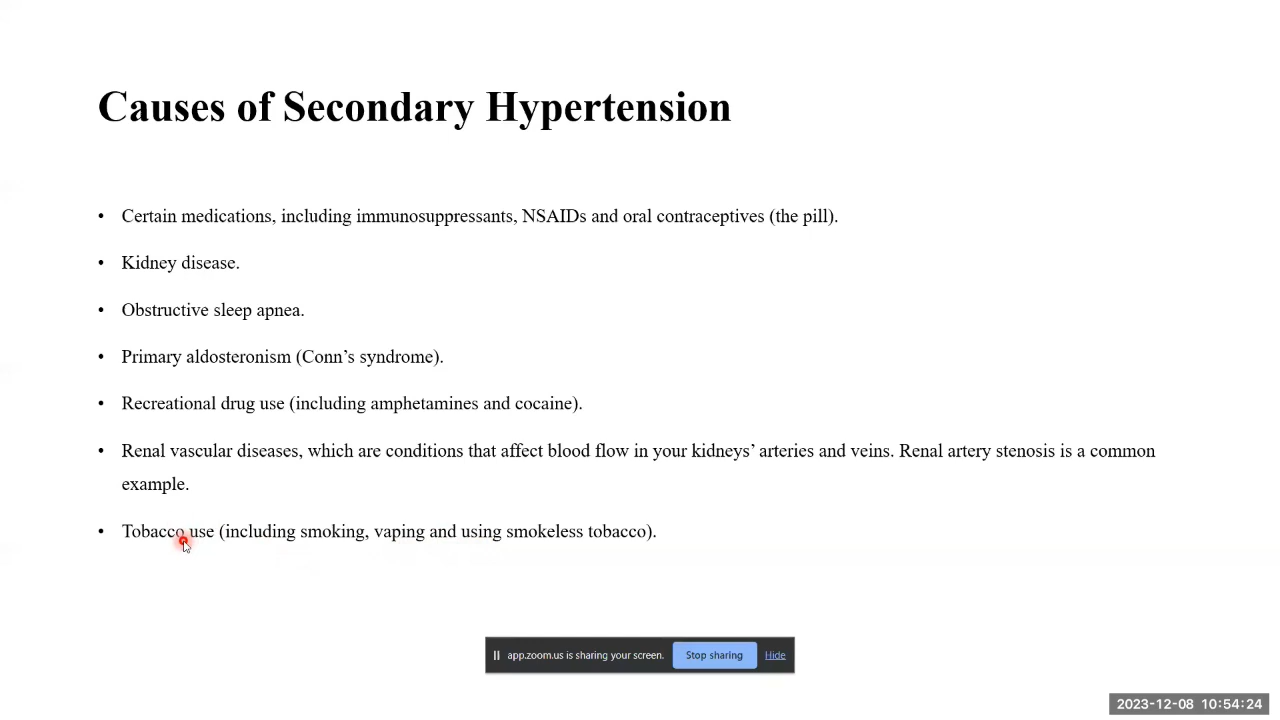 Causes of Secondary Hypertension
• Certain medications, including immunosuppressants, NSAIDs and oral contraceptives (the pill).
• Kidney disease.
• Obstructive sleep apnea.
• Primary aldosteronism (Conn’s syndrome).
• Recreational drug use (including amphetamines and cocaine).
• Renal vascular diseases, which are conditions that affect blood flow in your kidneys’ arteries and veins. Renal artery stenosis is a common
example.
• Tobacco use (including smoking, vaping and using smokeless tobacco).
app.zoom.us is sharing your screen. Stop sharing Hide
2023-12-08 10:54:24